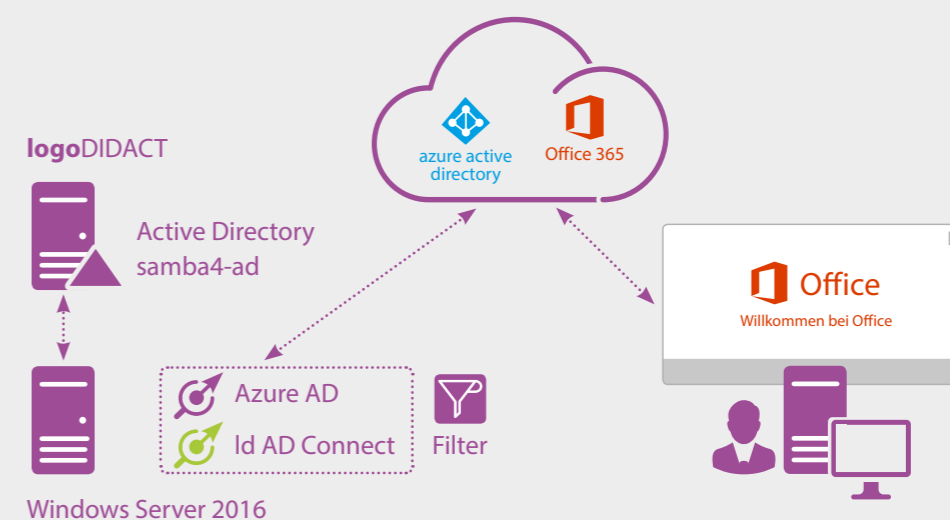 logoDIDACT
Active Directory
samba4-ad
azure active
directory
Office 365
Office
Willkommen bei Office
Azure AD
ld AD Connect
Filter
Windows Server 2016